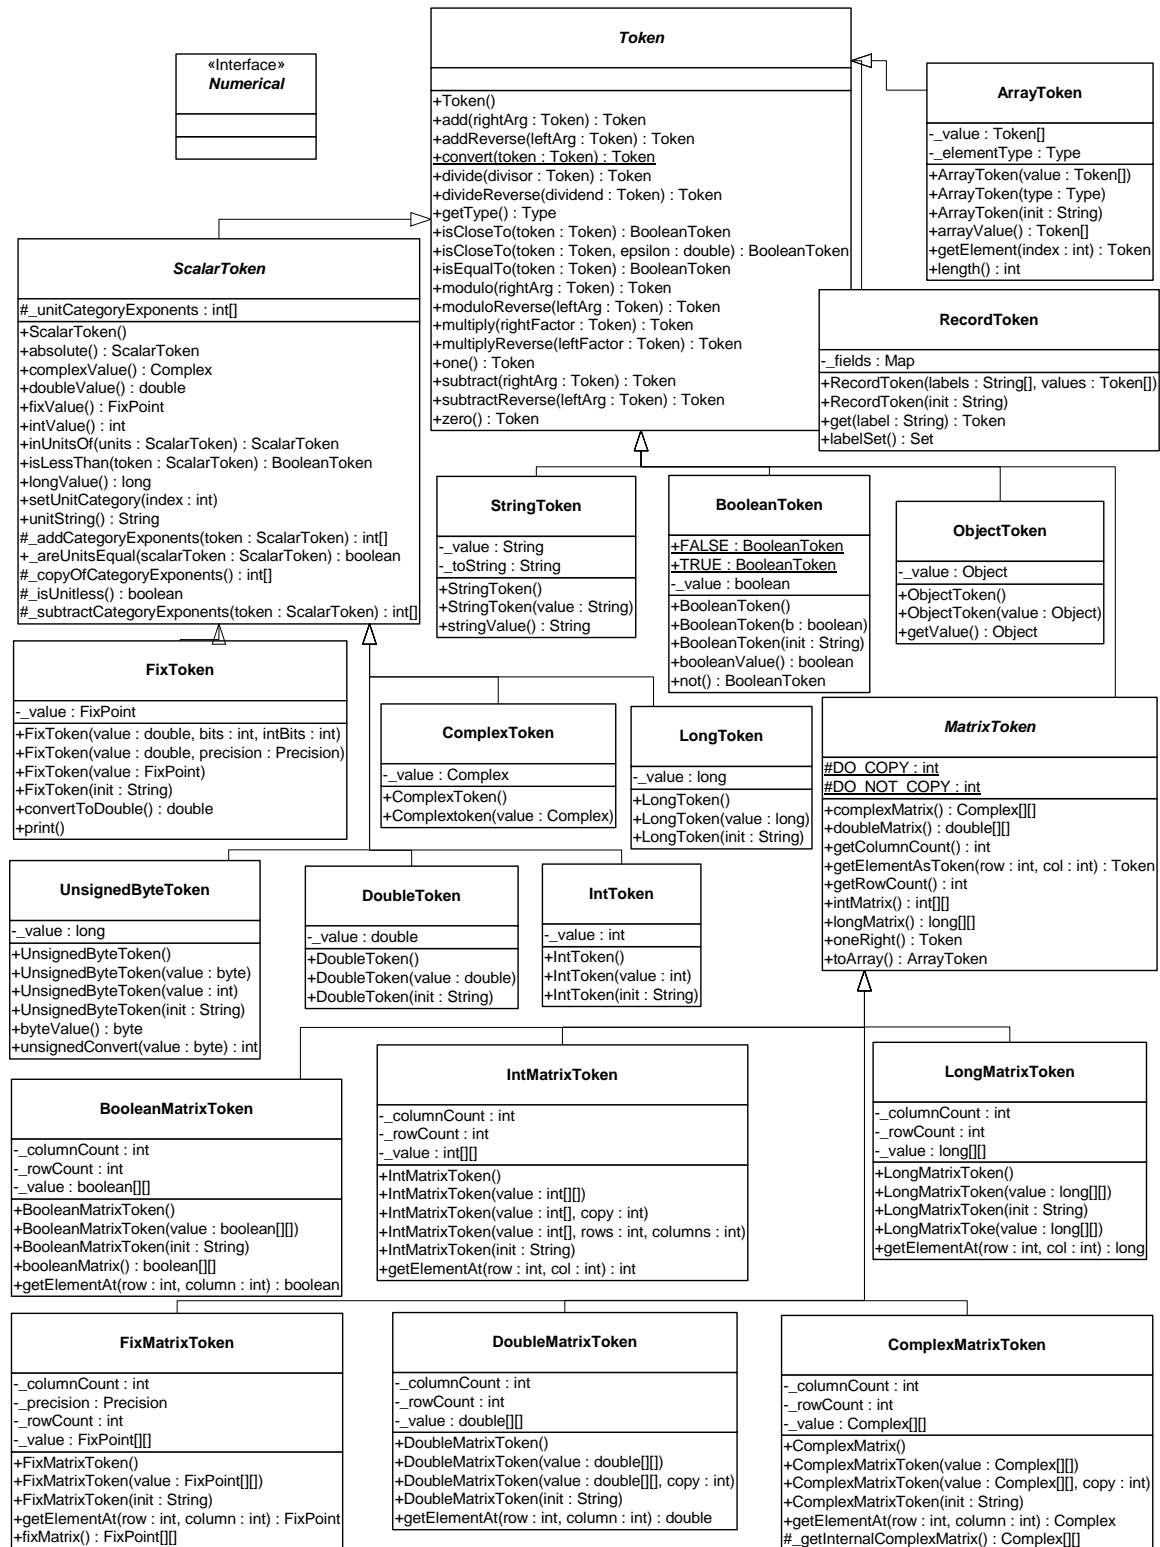 «Interface»
Numerical
Token
+Token()
+add(rightArg : Token) : Token
+addReverse(leftArg : Token) : Token
+convert(token : Token) : Token
+divide(divisor : Token) : Token
+divideReverse(dividend : Token) : Token
+getType() : Type
+isCloseTo(token : Token) : BooleanToken
+isCloseTo(token : Token, epsilon : double) : BooleanToken
+isEqualTo(token : Token) : BooleanToken
+modulo(rightArg : Token) : Token
+moduloReverse(leftArg : Token) : Token
+multiply(rightFactor : Token) : Token
+multiplyReverse(leftFactor : Token) : Token
+one() : Token
+subtract(rightArg : Token) : Token
+subtractReverse(leftArg : Token) : Token
+zero() : Token
ArrayToken
-_value : Token[]
-_elementType : Type
+ArrayToken(value : Token[])
+ArrayToken(type : Type)
+ArrayToken(init : String)
+arrayValue() : Token[]
+getElement(index : int) : Token
+length() : int
ScalarToken
#_unitCategoryExponents : int[]
+ScalarToken()
+absolute() : ScalarToken
+complexValue() : Complex
+doubleValue() : double
+fixValue() : FixPoint
+intValue() : int
+inUnitsOf(units : ScalarToken) : ScalarToken
+isLessThan(token : ScalarToken) : BooleanToken
+longValue() : long
+setUnitCategory(index : int)
+unitString() : String
#_addCategoryExponents(token : ScalarToken) : int[]
+_areUnitsEqual(scalarToken : ScalarToken) : boolean
#_copyOfCategoryExponents() : int[]
#_isUnitless() : boolean
#_subtractCategoryExponents(token : ScalarToken) : int[]
RecordToken
-_fields : Map
+RecordToken(labels : String[], values : Token[])
+RecordToken(init : String)
+get(label : String) : Token
+labelSet() : Set
StringToken
-_value : String
-_toString : String
+StringToken()
+StringToken(value : String)
+stringValue() : String
BooleanToken
+FALSE : BooleanToken
+TRUE : BooleanToken
-_value : boolean
+BooleanToken()
+BooleanToken(b : boolean)
+BooleanToken(init : String)
+booleanValue() : boolean
+not() : BooleanToken
ObjectToken
-_value : Object
+ObjectToken()
+ObjectToken(value : Object)
+getValue() : Object
FixToken
-_value : FixPoint
+FixToken(value : double, bits : int, intBits : int)
+FixToken(value : double, precision : Precision)
+FixToken(value : FixPoint)
+FixToken(init : String)
+convertToDouble() : double
+print()
ComplexToken
-_value : Complex
+ComplexToken()
+Complextoken(value : Complex)
LongToken
-_value : long
+LongToken()
+LongToken(value : long)
+LongToken(init : String)
MatrixToken
#DO_COPY : int
#DO_NOT_COPY : int
+complexMatrix() : Complex[][]
+doubleMatrix() : double[][]
+getColumnCount() : int
+getElementAsToken(row : int, col : int) : Token
+getRowCount() : int
+intMatrix() : int[][]
+longMatrix() : long[][]
+oneRight() : Token
+toArray() : ArrayToken
UnsignedByteToken
-_value : long
+UnsignedByteToken()
+UnsignedByteToken(value : byte)
+UnsignedByteToken(value : int)
+UnsignedByteToken(init : String)
+byteValue() : byte
+unsignedConvert(value : byte) : int
DoubleToken
-_value : double
+DoubleToken()
+DoubleToken(value : double)
+DoubleToken(init : String)
IntToken
-_value : int
+IntToken()
+IntToken(value : int)
+IntToken(init : String)
BooleanMatrixToken
-_columnCount : int
-_rowCount : int
-_value : boolean[][]
+BooleanMatrixToken()
+BooleanMatrixToken(value : boolean[][])
+BooleanMatrixToken(init : String)
+booleanMatrix() : boolean[][]
+getElementAt(row : int, column : int) : boolean
IntMatrixToken
-_columnCount : int
-_rowCount : int
-_value : int[][]
+IntMatrixToken()
+IntMatrixToken(value : int[][])
+IntMatrixToken(value : int[], copy : int)
+IntMatrixToken(value : int[], rows : int, columns : int)
+IntMatrixToken(init : String)
+getElementAt(row : int, col : int) : int
LongMatrixToken
-_columnCount : int
-_rowCount : int
-_value : long[][]
+LongMatrixToken()
+LongMatrixToken(value : long[][])
+LongMatrixToken(init : String)
+LongMatrixToke(value : long[][])
+getElementAt(row : int, col : int) : long
FixMatrixToken
-_columnCount : int
-_precision : Precision
-_rowCount : int
-_value : FixPoint[][]
+FixMatrixToken()
+FixMatrixToken(value : FixPoint[][])
+FixMatrixToken(init : String)
+getElementAt(row : int, column : int) : FixPoint
+fixMatrix() : FixPoint[][]
DoubleMatrixToken
-_columnCount : int
-_rowCount : int
-_value : double[][]
+DoubleMatrixToken()
+DoubleMatrixToken(value : double[][])
+DoubleMatrixToken(value : double[][], copy : int)
+DoubleMatrixToken(init : String)
+getElementAt(row : int, column : int) : double
ComplexMatrixToken
-_columnCount : int
-_rowCount : int
-_value : Complex[][]
+ComplexMatrix()
+ComplexMatrixToken(value : Complex[][])
+ComplexMatrixToken(value : Complex[][], copy : int)
+ComplexMatrixToken(init : String)
+getElementAt(row : int, column : int) : Complex
#_getInternalComplexMatrix() : Complex[][]